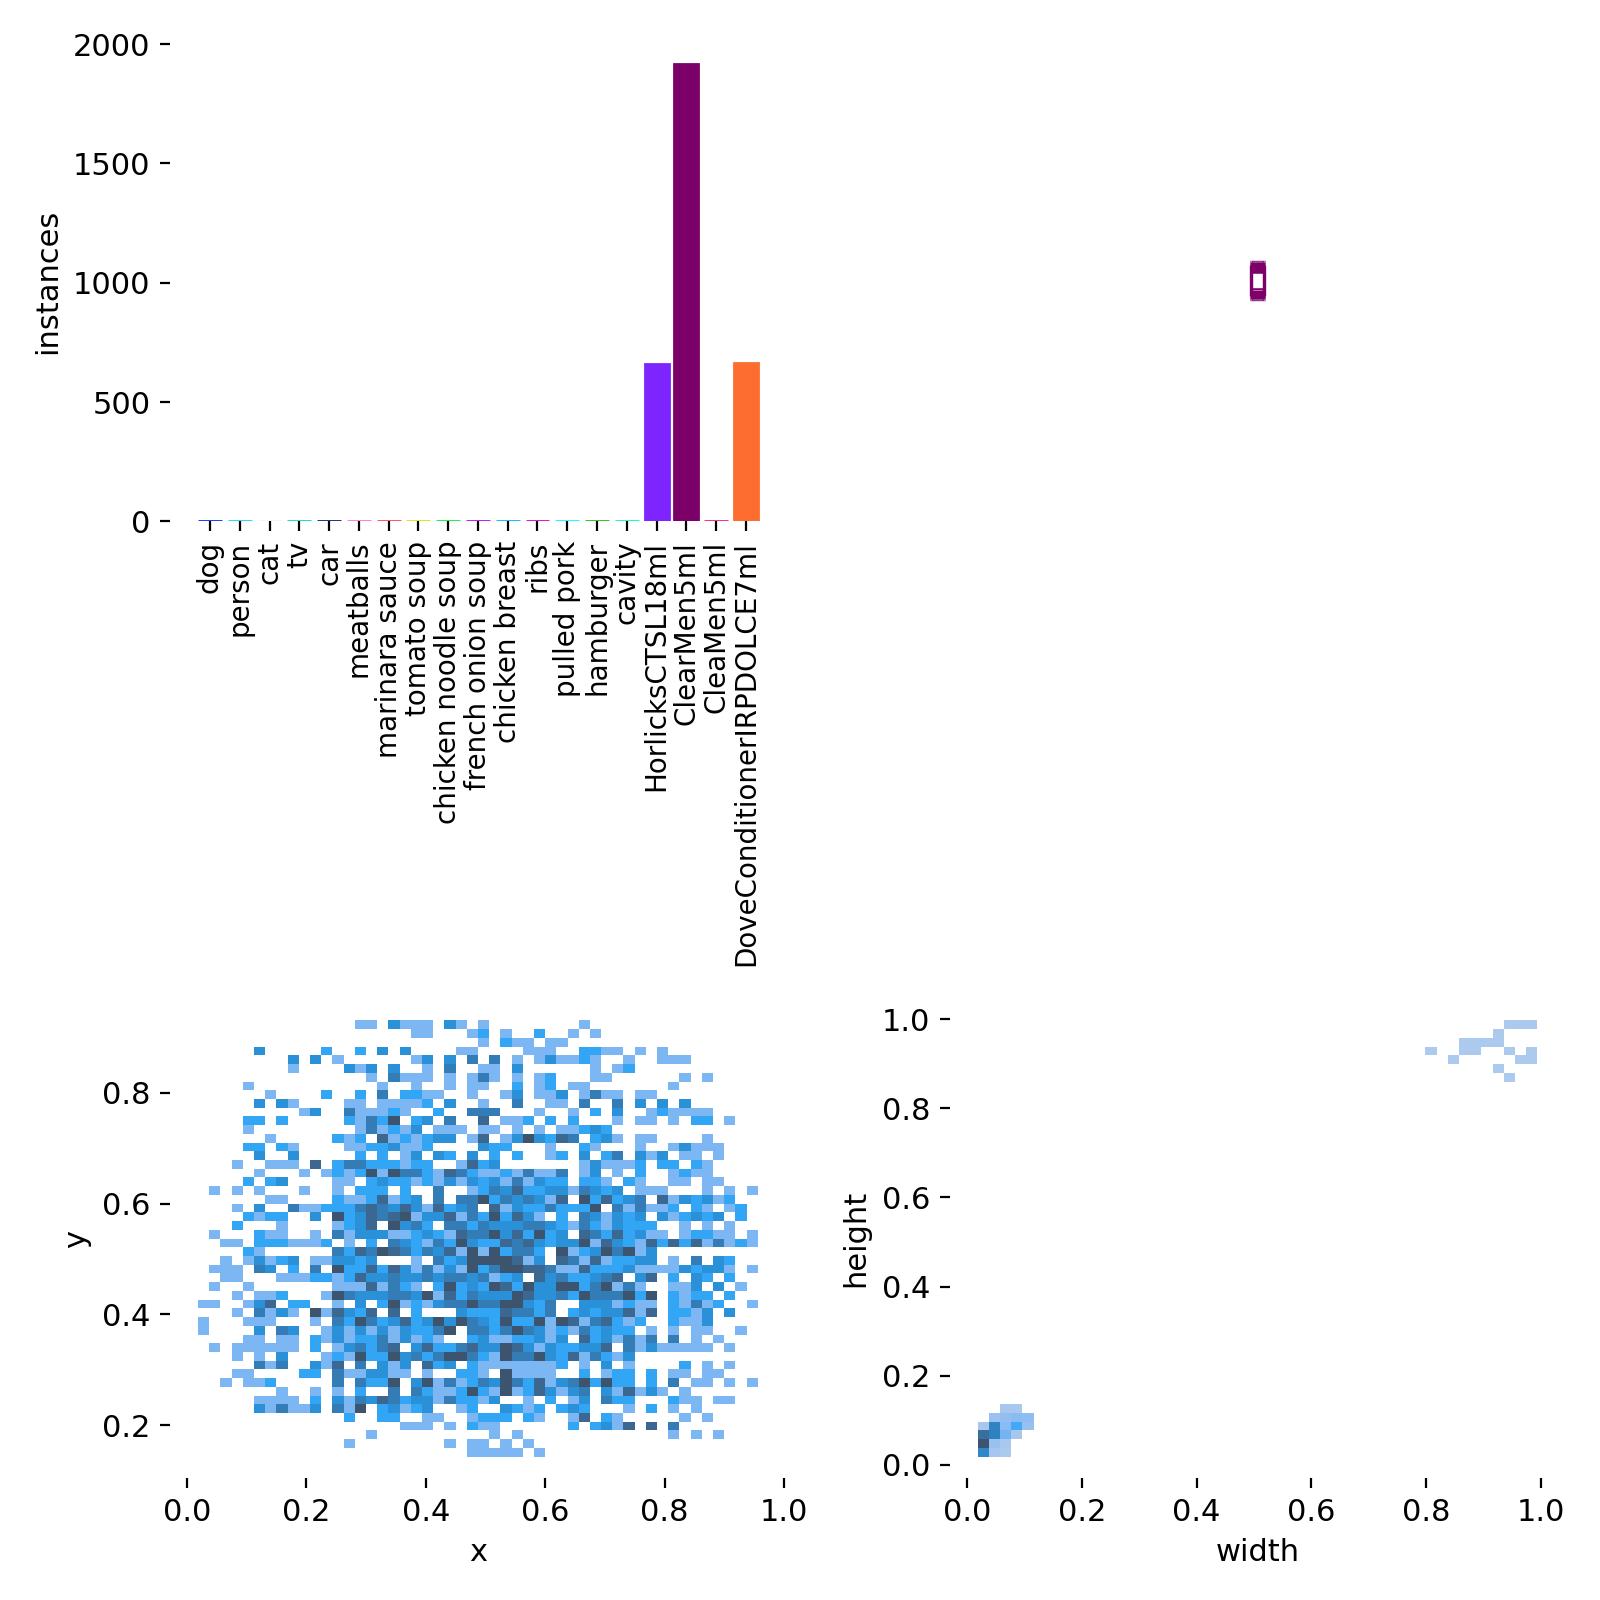 2000
1500
1000
500
0
instances
dog
person
cat
tv
car
meatballs
marinara sauce
tomato soup
chicken noodle soup
french onion soup
chicken breast
ribs
pulled pork
hamburger
cavity
HorlicksCTSL18ml
ClearMen5ml
CleaMen5ml
DoveConditionerIRPDOLCE7ml
0.8
0.6
0.4
0.2
y
0.0 0.2 0.4 0.6 0.8 1.0
x
1.0
0.8
0.6
0.4
0.2
0.0
height
0.0 0.2 0.4 0.6 0.8 1.0
width